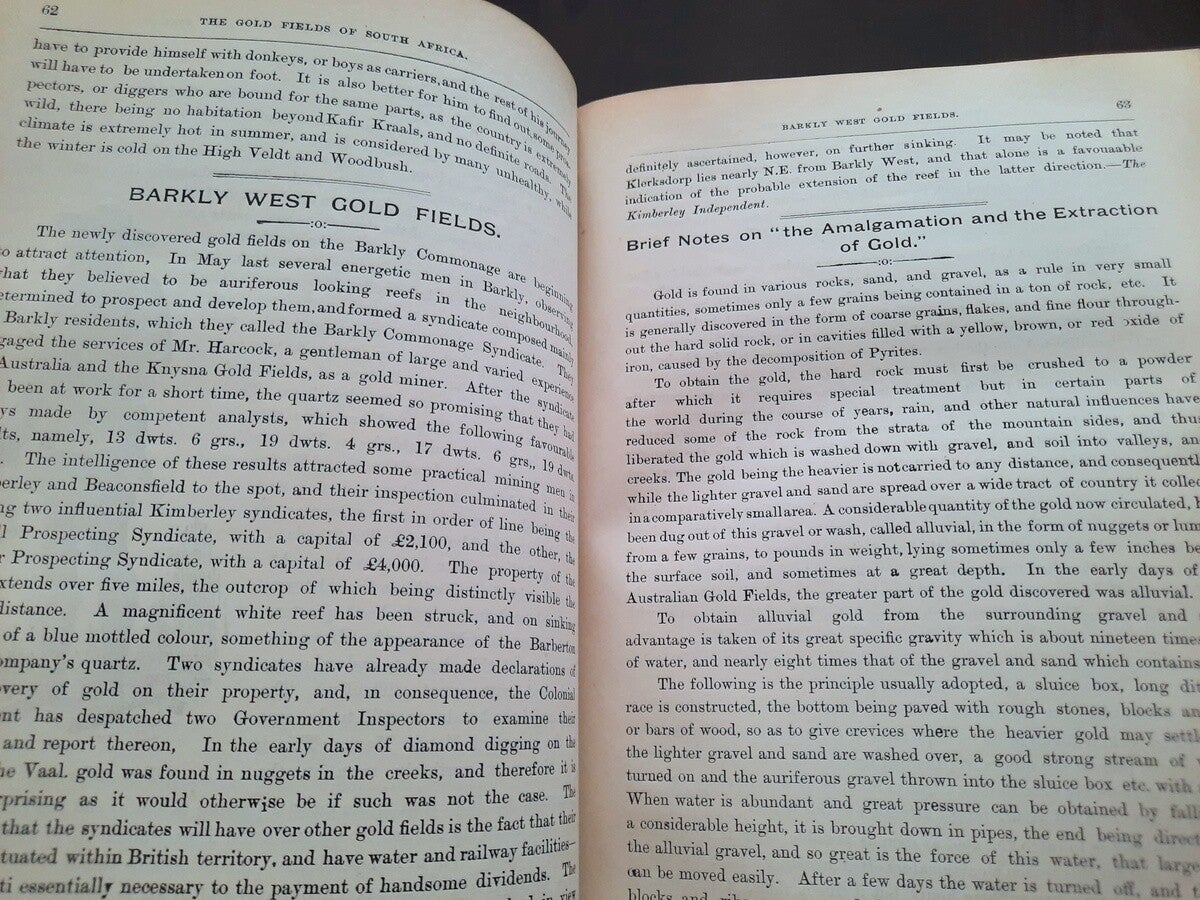 62
THE GOLD FIELDS OF SOUTH AFRICA.
have to provide himself with donkeys, or boys as carriers, and the rest of his journey
will have to be undertaken on foot. It is also better for him to find out some pros-
pectors, or diggers who are bound for the same parts, as the country is extremely
wild, there being no habitation beyond Kafir Kraals, and no definite roads. The
climate is extremely hot in summer, and is considered by many unhealthy, while
the winter is cold on the High Veldt and Woodbush.
BARKLY WEST GOLD FIELDS.
:o:
The newly discovered gold fields on the Barkly Commonage are beginning
to attract attention, In May last several energetic men in Barkly, observing
what they believed to be auriferous looking reefs in the neighbourhood,
etermined to prospect and develop them, and formed a syndicate composed mainly
Barkly residents, which they called the Barkly Commonage Syndicate. They
gaged the services of Mr. Harcock, a gentleman of large and varied experience
Australia and the Knysna Gold Fields, as a gold miner. After the syndicate
been at work for a short time, the quartz seemed so promising that they had
ys made by competent analysts, which showed the following favourable
lts, namely, 13 dwts. 6 grs., 19 dwts. 4 grs., 17 dwts. 6 grs., 19 dwts.
. The intelligence of these results attracted some practical mining men in
erley and Beaconsfield to the spot, and their inspection culminated in their
ng two influential Kimberley syndicates, the first in order of line being the
l Prospecting Syndicate, with a capital of £2,100, and the other, the
r Prospecting Syndicate, with a capital of £4,000. The property of the
xtends over five miles, the outcrop of which being distinctly visible the
distance. A magnificent white reef has been struck, and on sinking
of a blue mottled colour, something of the appearance of the Barberton
ompany's quartz. Two syndicates have already made declarations of
very of gold on their property, and, in consequence, the Colonial
nt has despatched two Government Inspectors to examine their
and report thereon, In the early days of diamond digging on the
he Vaal. gold was found in nuggets in the creeks, and therefore it is
rprising as it would otherwise be if such was not the case. The
that the syndicates will have over other gold fields is the fact that their
tuated within British territory, and have water and railway facilities—
ti essentially necessary to the payment of handsome dividends. The
63
BARKLY WEST GOLD FIELDS.
definitely ascertained, however, on further sinking. It may be noted that
Klerksdorp lies nearly N.E. from Barkly West, and that alone is a favouaable
indication of the probable extension of the reef in the latter direction.—The
Kimberley Independent.
Brief Notes on "the Amalgamation and the Extraction
of Gold."
:o:
Gold is found in various rocks, sand, and gravel, as a rule in very small
quantities, sometimes only a few grains being contained in a ton of rock, etc. It
is generally discovered in the form of coarse grains, flakes, and fine flour through-
out the hard solid rock, or in cavities filled with a yellow, brown, or red oxide of
iron, caused by the decomposition of Pyrites.
To obtain the gold, the hard rock must first be crushed to a powder
after which it requires special treatment but in certain parts of
the world during the course of years, rain, and other natural influences have
reduced some of the rock from the strata of the mountain sides, and thus
liberated the gold which is washed down with gravel, and soil into valleys, an
creeks. The gold being the heavier is not carried to any distance, and consequentl
while the lighter gravel and sand are spread over a wide tract of country it collec
in a comparatively small area. A considerable quantity of the gold now circulated,
been dug out of this gravel or wash, called alluvial, in the form of nuggets or lum
from a few grains, to pounds in weight, lying sometimes only a few inches be
the surface soil, and sometimes at a great depth. In the early days of
Australian Gold Fields, the greater part of the gold discovered was alluvial.
To obtain alluvial gold from the surrounding gravel and
advantage is taken of its great specific gravity which is about nineteen times
of water, and nearly eight times that of the gravel and sand which contains
The following is the principle usually adopted, a sluice box, long dit
race is constructed, the bottom being paved with rough stones, blocks an
or bars of wood, so as to give crevices where the heavier gold may settl
the lighter gravel and sand are washed over, a good strong stream of
turned on and the auriferous gravel thrown into the sluice box etc. with
When water is abundant and great pressure can be obtained by fall
a considerable height, it is brought down in pipes, the end being direc
the alluvial gravel, and so great is the force of this water, that large
can be moved easily. After a few days the water is turned off, and t